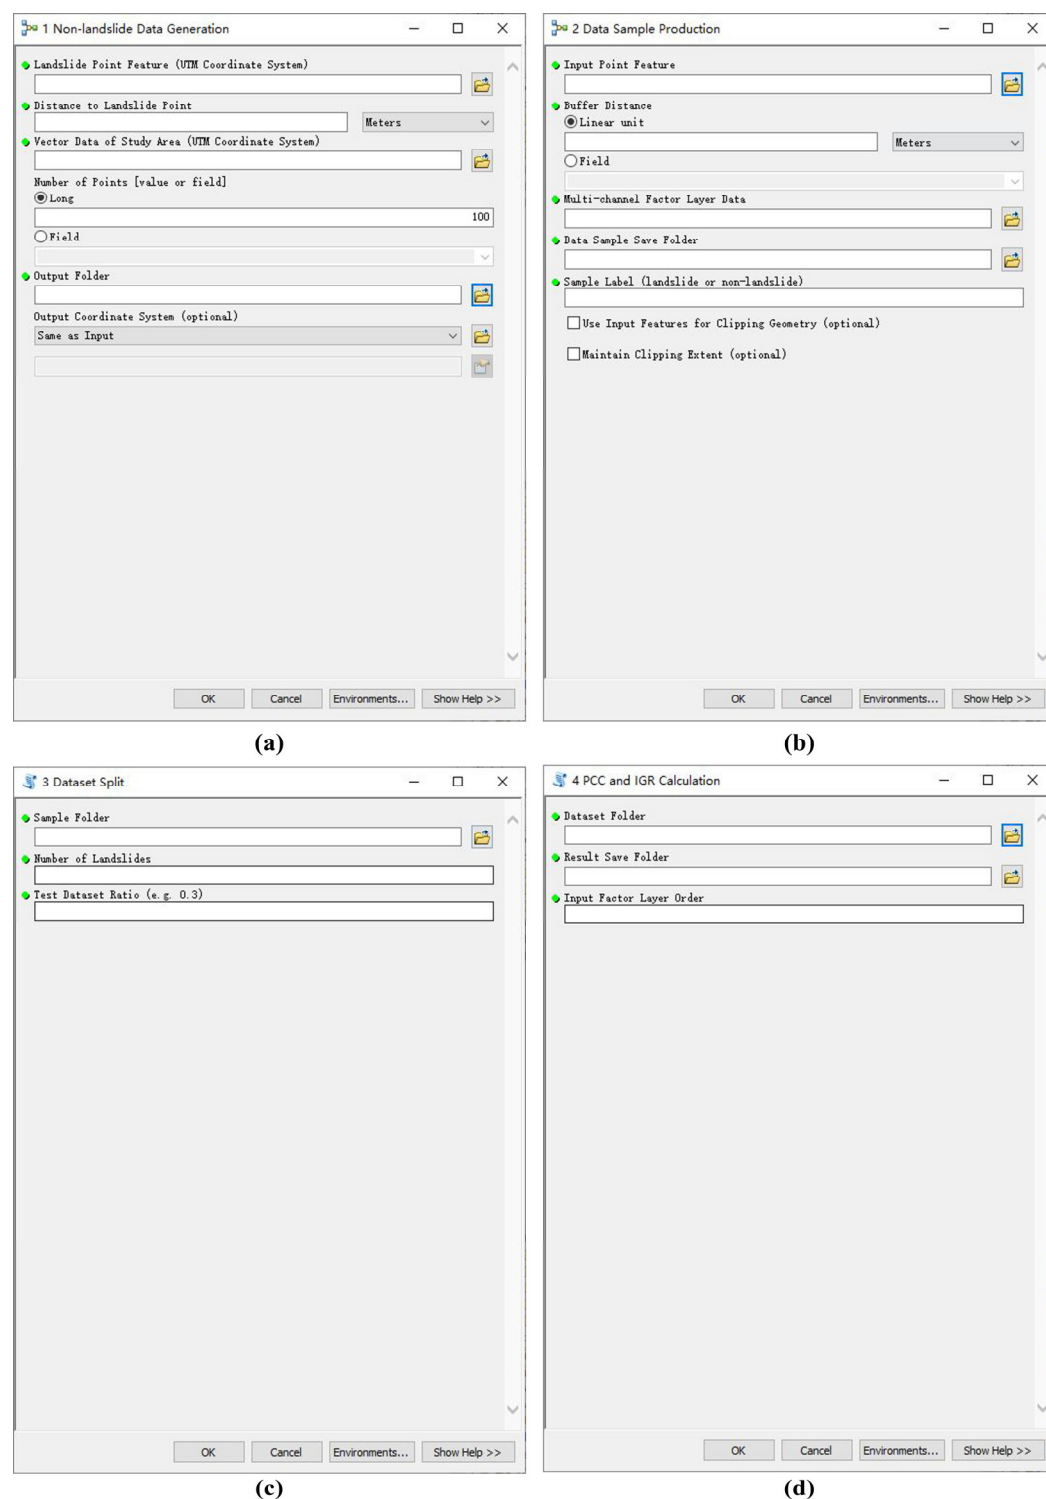 1 Non-landslide Data Generation
Landslide Point Feature (UTM Coordinate System)
Distance to Landslide Point
Meters
Vector Data of Study Area (UTM Coordinate System)
Number of Points [value or field]
Long
100
Field
Output Folder
Output Coordinate System (optional)
Same as Input
OK Cancel Environments... Show Help >>
(a)
2 Data Sample Production
Input Point Feature
Buffer Distance
Linear unit
Meters
Field
Multi-channel Factor Layer Data
Data Sample Save Folder
Sample Label (landslide or non-landslide)
Use Input Features for Clipping Geometry (optional)
Maintain Clipping Extent (optional)
OK Cancel Environments... Show Help >>
(b)
3 Dataset Split
Sample Folder
Number of Landslides
Test Dataset Ratio (e.g. 0.3)
OK Cancel Environments... Show Help >>
(c)
4 PCC and IGR Calculation
Dataset Folder
Result Save Folder
Input Factor Layer Order
OK Cancel Environments... Show Help >>
(d)